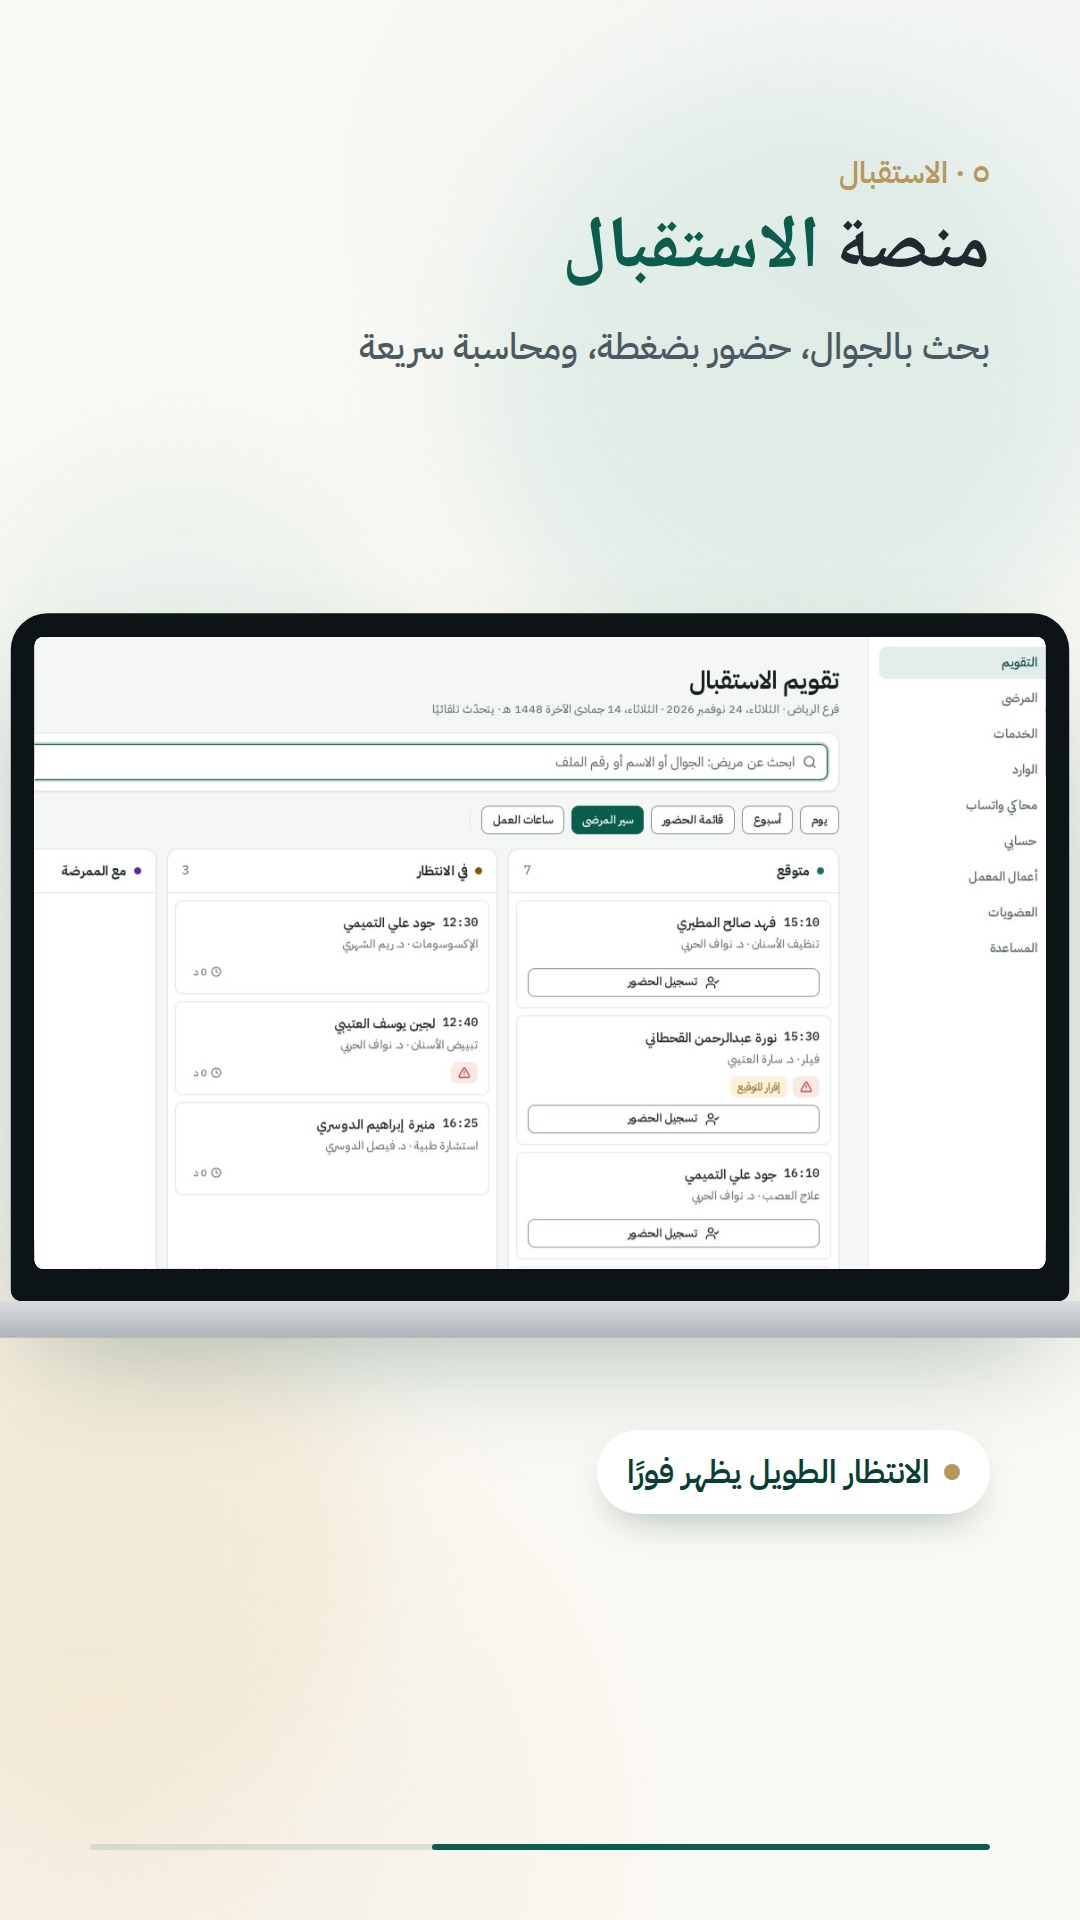 ٥ · الاستقبال
منصة الاستقبال
بحث بالجوال، حضور بضغطة، ومحاسبة سريعة
التقويم
المرضى
الخدمات
الوارد
محاكي واتساب
حسابي
أعمال المعمل
العضويات
المساعدة
تقويم الاستقبال
فرع الرياض · الثلاثاء، 24 نوفمبر 2026 · الثلاثاء، 14 جمادى الآخرة 1448 هـ · يتحدّث تلقائيًا
ابحث عن مريض: الجوال أو الاسم أو رقم الملف
يوم
أسبوع
قائمة الحضور
سير المرضى
ساعات العمل
متوقع 7
15:10 فهد صالح المطيري
تنظيف الأسنان · د. نواف الحربي
تسجيل الحضور
15:30 نورة عبدالرحمن القحطاني
فيلر · د. سارة العتيبي
إقرار للتوقيع
تسجيل الحضور
16:10 جود علي التميمي
علاج العصب · د. نواف الحربي
تسجيل الحضور
في الانتظار 3
12:30 جود علي التميمي
الإكسوسومات · د. ريم الشهري
0 د
12:40 لجين يوسف العتيبي
تبييض الأسنان · د. نواف الحربي
0 د
16:25 منيرة إبراهيم الدوسري
استشارة طبية · د. فيصل الدوسري
0 د
مع الممرضة
الانتظار الطويل يظهر فورًا